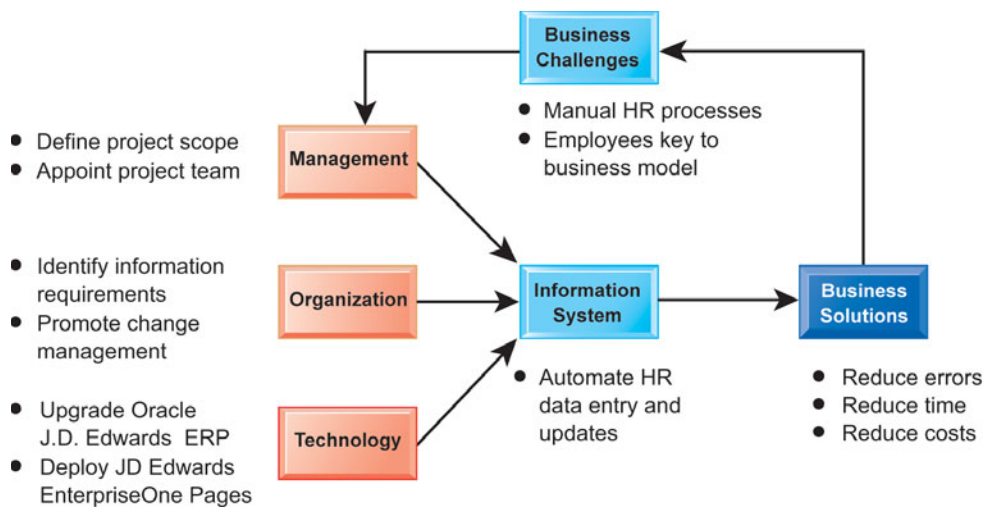 Business
Challenges
● Manual HR processes
● Employees key to
business model
● Define project scope
● Appoint project team
Management
● Identify information
requirements
● Promote change
management
Organization
Information
System
● Automate HR
data entry and
updates
Business
Solutions
● Reduce errors
● Reduce time
● Reduce costs
● Upgrade Oracle
J.D. Edwards ERP
● Deploy JD Edwards
EnterpriseOne Pages
Technology